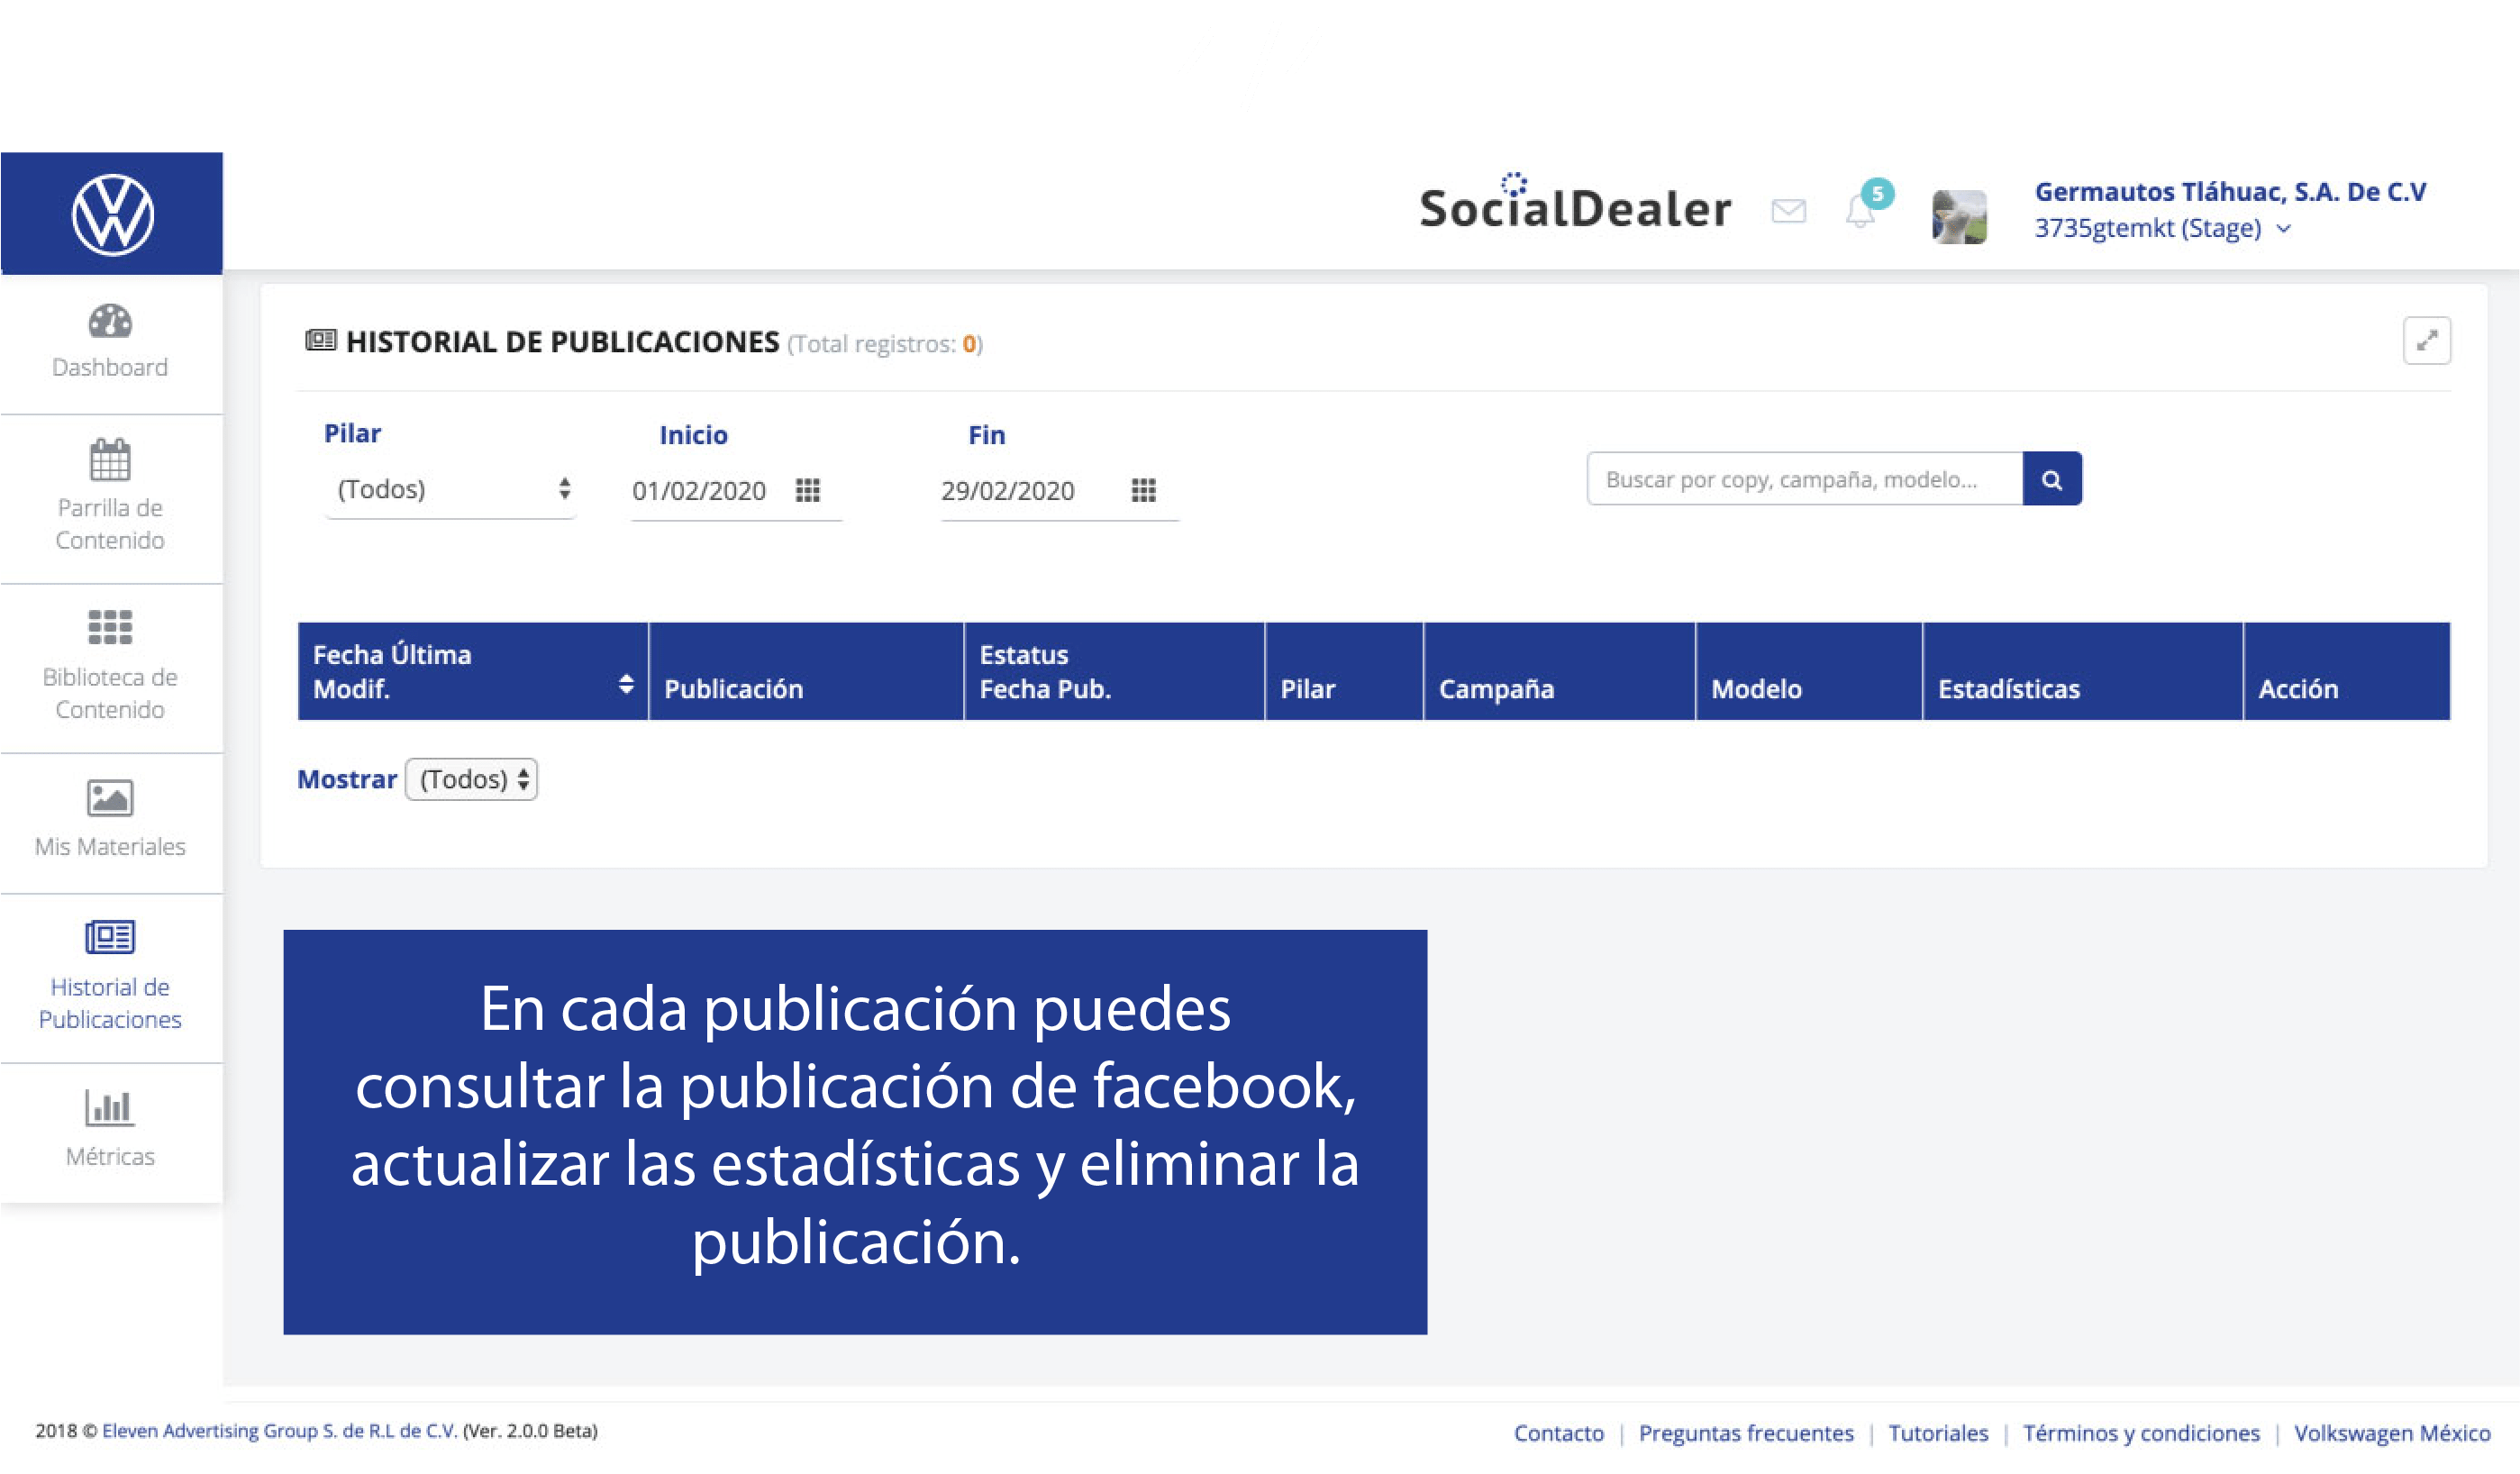 SocialDealer
5
Germautos Tláhuac, S.A. De C.V
3735gtemkt (Stage)
Dashboard
Parrilla de
Contenido
Biblioteca de
Contenido
Mis Materiales
Historial de
Publicaciones
Métricas
HISTORIAL DE PUBLICACIONES (Total registros: 0)
Pilar
Inicio
Fin
(Todos)
01/02/2020
29/02/2020
Buscar por copy, campaña, modelo...
Fecha Última
Modif.
Publicación
Estatus
Fecha Pub.
Pilar
Campaña
Modelo
Estadísticas
Acción
Mostrar (Todos)
En cada publicación puedes
consultar la publicación de facebook,
actualizar las estadísticas y eliminar la
publicación.
2018 © Eleven Advertising Group S. de R.L de C.V. (Ver. 2.0.0 Beta)
Contacto | Preguntas frecuentes | Tutoriales | Términos y condiciones | Volkswagen México